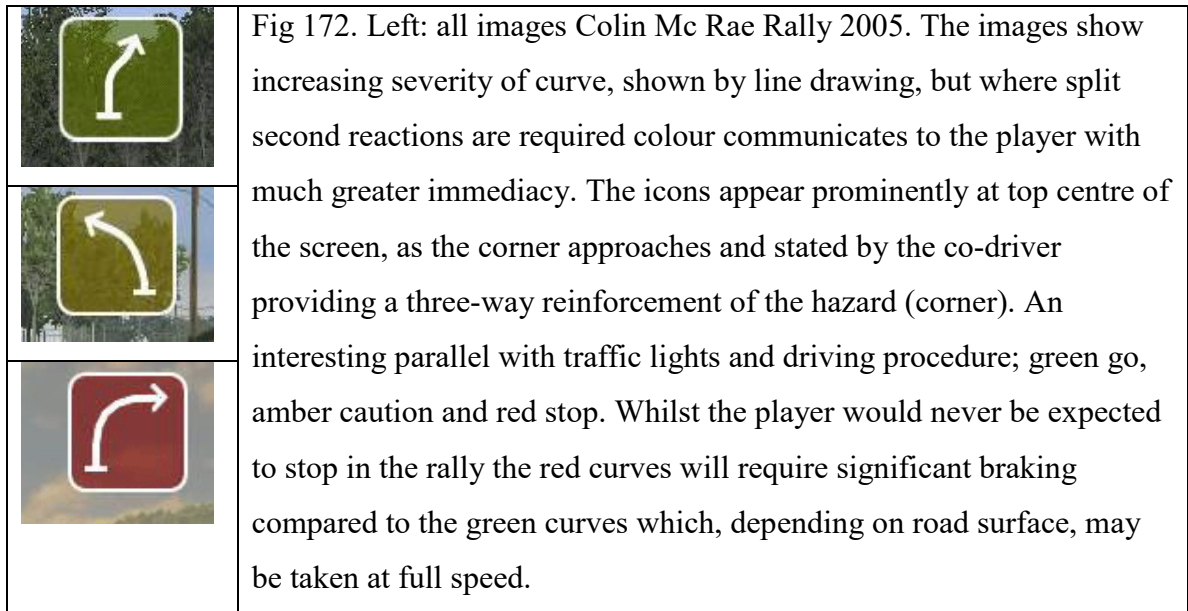 Fig 172. Left: all images Colin Mc Rae Rally 2005. The images show
increasing severity of curve, shown by line drawing, but where split
second reactions are required colour communicates to the player with
much greater immediacy. The icons appear prominently at top centre of
the screen, as the corner approaches and stated by the co-driver
providing a three-way reinforcement of the hazard (corner). An
interesting parallel with traffic lights and driving procedure; green go,
amber caution and red stop. Whilst the player would never be expected
to stop in the rally the red curves will require significant braking
compared to the green curves which, depending on road surface, may
be taken at full speed.